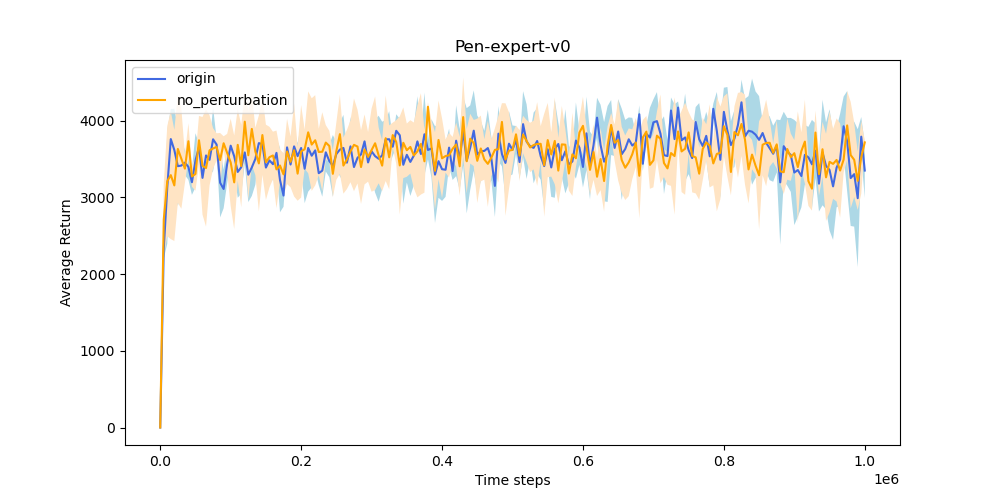 Pen-expert-v0
origin
no_perturbation
Average Return
4000
3000
2000
1000
0
0.0 0.2 0.4 0.6 0.8 1.0
1e6
Time steps